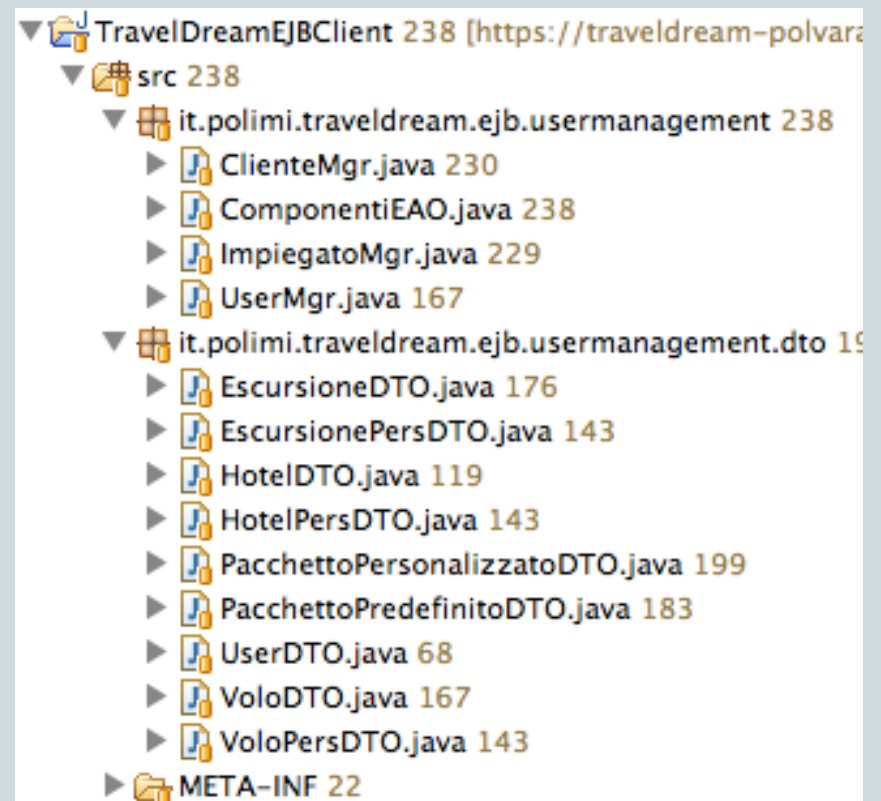 TravelDreamEJBClient 238 [https://traveldream-polvara
src 238
it.polimi.traveldream.ejb.usermanagement 238
ClienteMgr.java 230
ComponentiEAO.java 238
ImpiegatoMgr.java 229
UserMgr.java 167
it.polimi.traveldream.ejb.usermanagement.dto 19
EscursioneDTO.java 176
EscursionePersDTO.java 143
HotelDTO.java 119
HotelPersDTO.java 143
PacchettoPersonalizzatoDTO.java 199
PacchettoPredefinitoDTO.java 183
UserDTO.java 68
VoloDTO.java 167
VoloPersDTO.java 143
META-INF 22